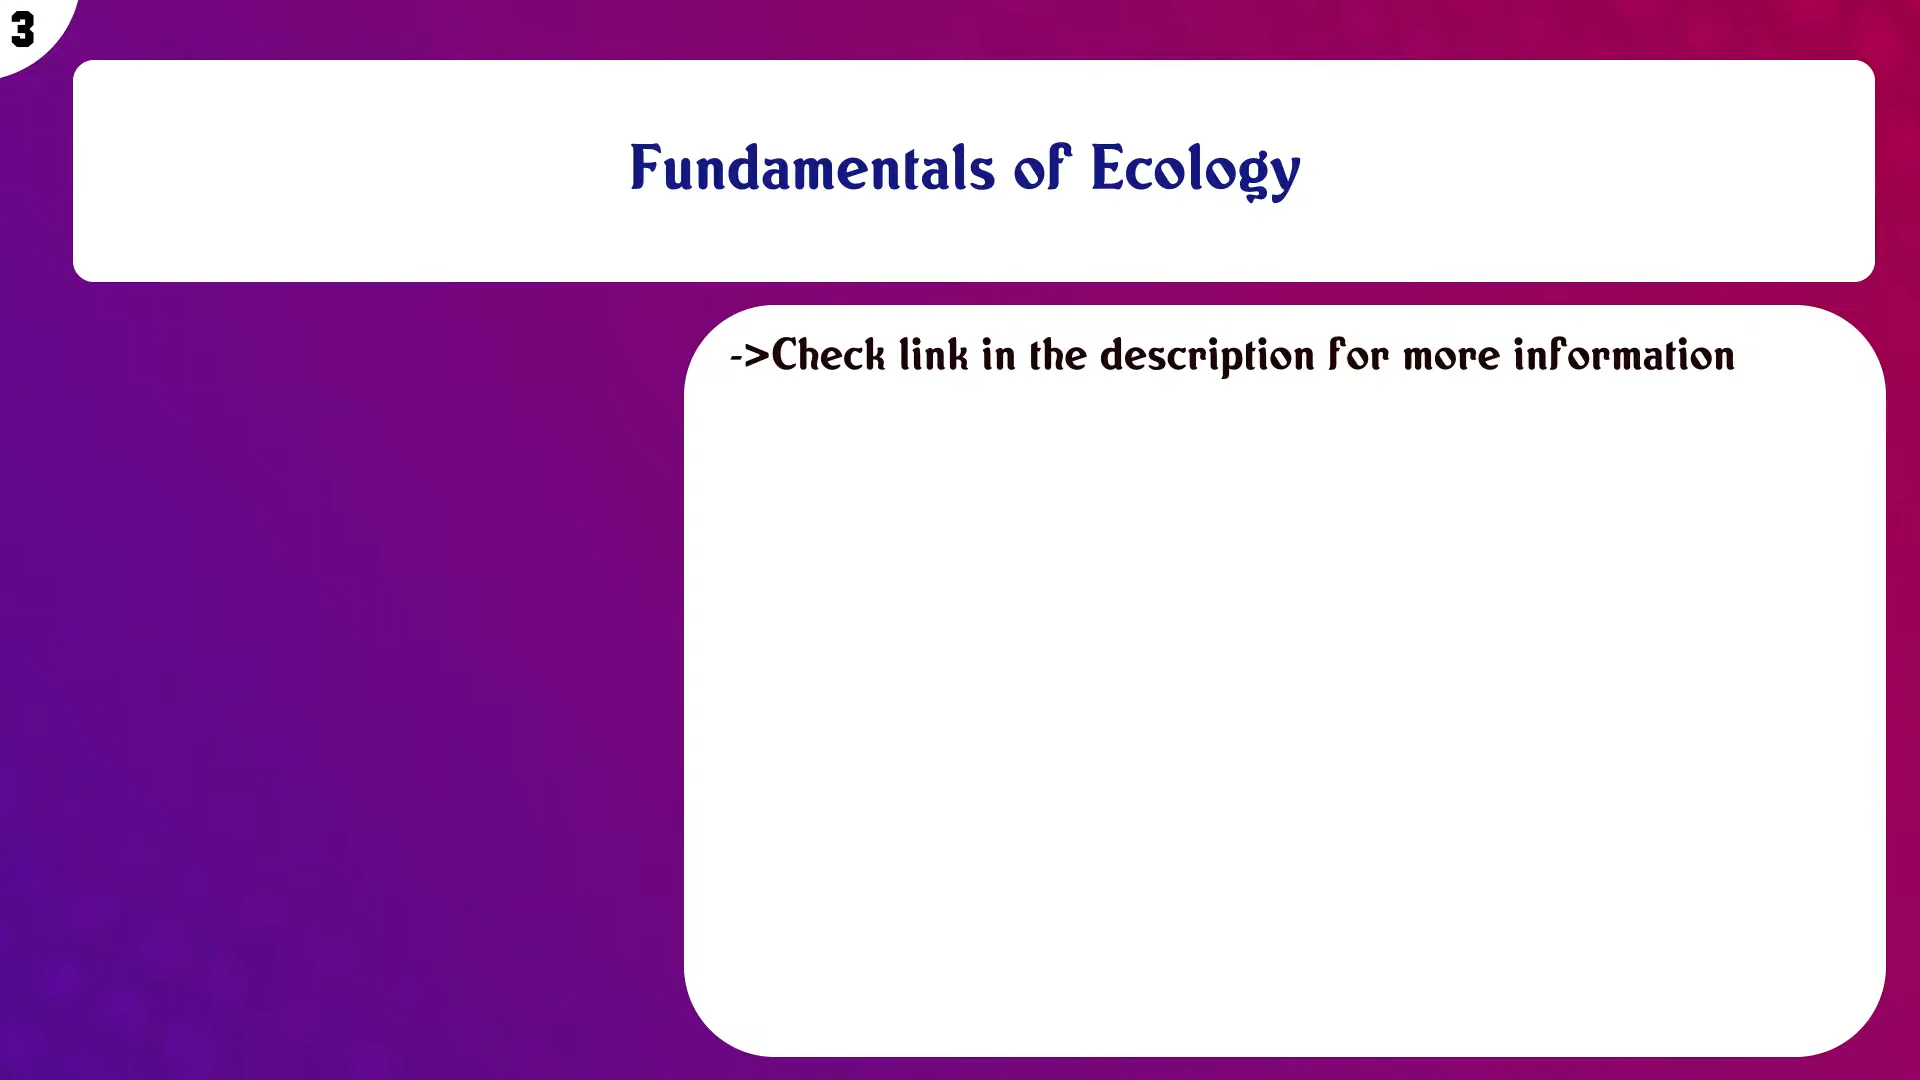 3
Fundamentals of Ecology
->Check link in the description for more information